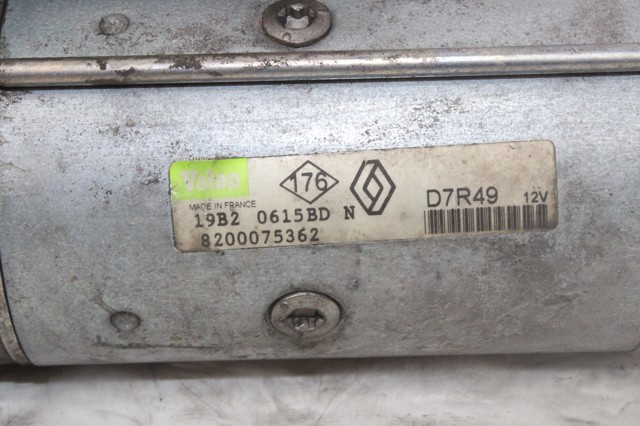 Valeo
176
MADE IN FRANCE
19B2 0615BD N
8200075362
D7R49 12V